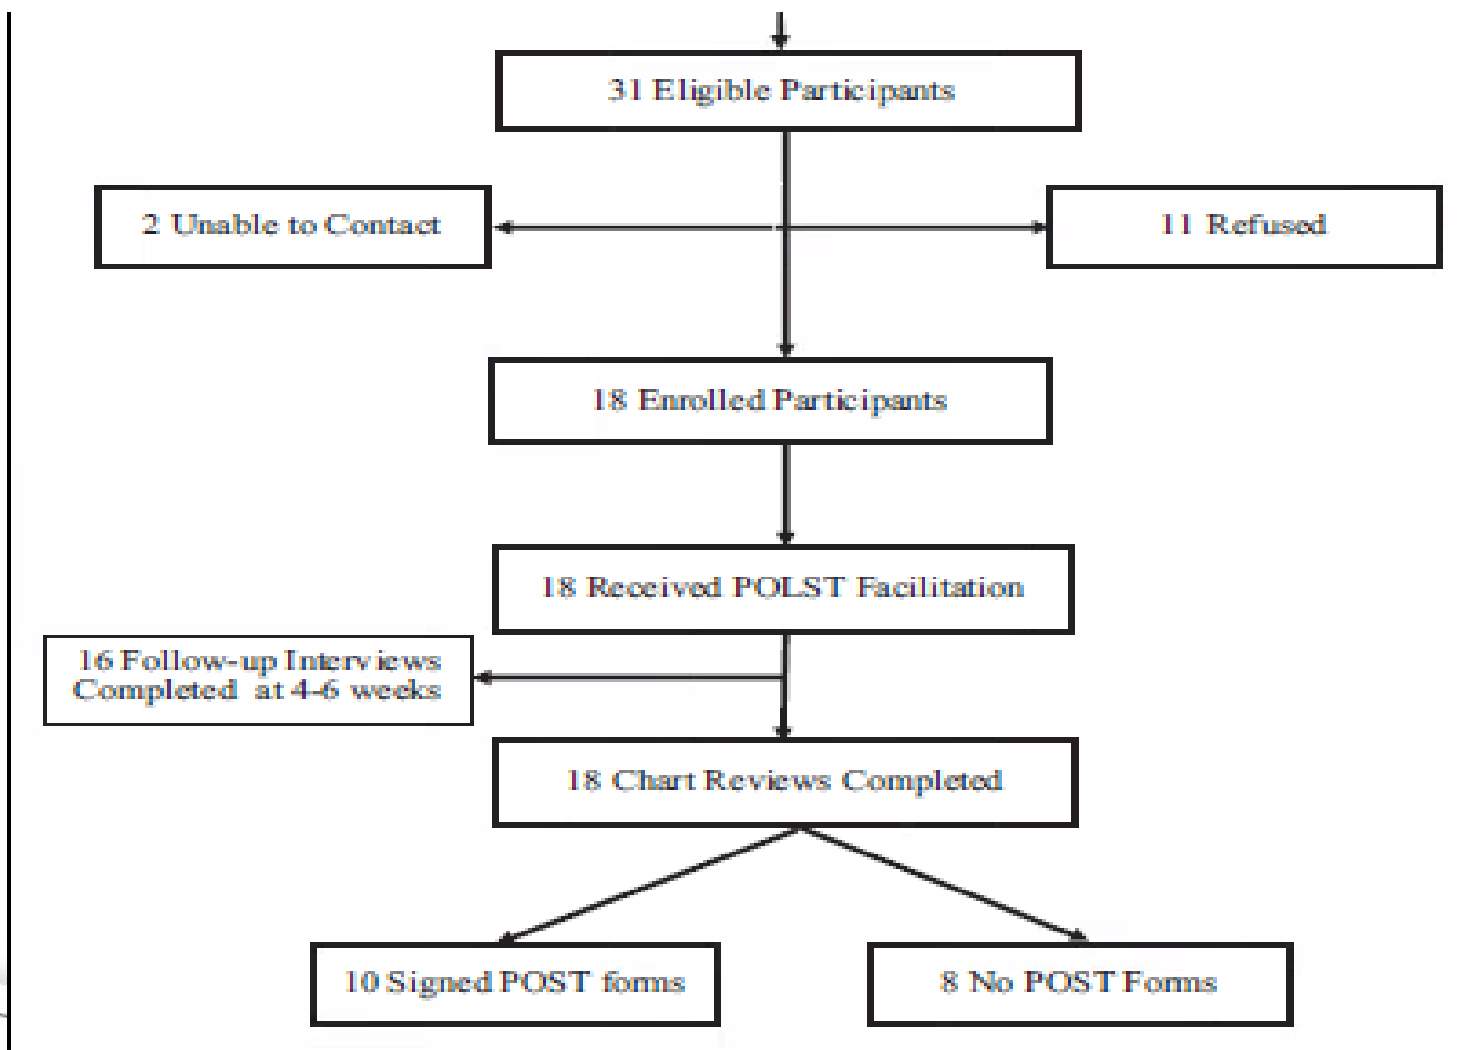 31 Eligible Participants
2 Unable to Contact
11 Refused
18 Enrolled Participants
18 Received POLST Facilitation
16 Follow-up Interviews
Completed at 4-6 weeks
18 Chart Reviews Completed
10 Signed POST forms
8 No POST Forms